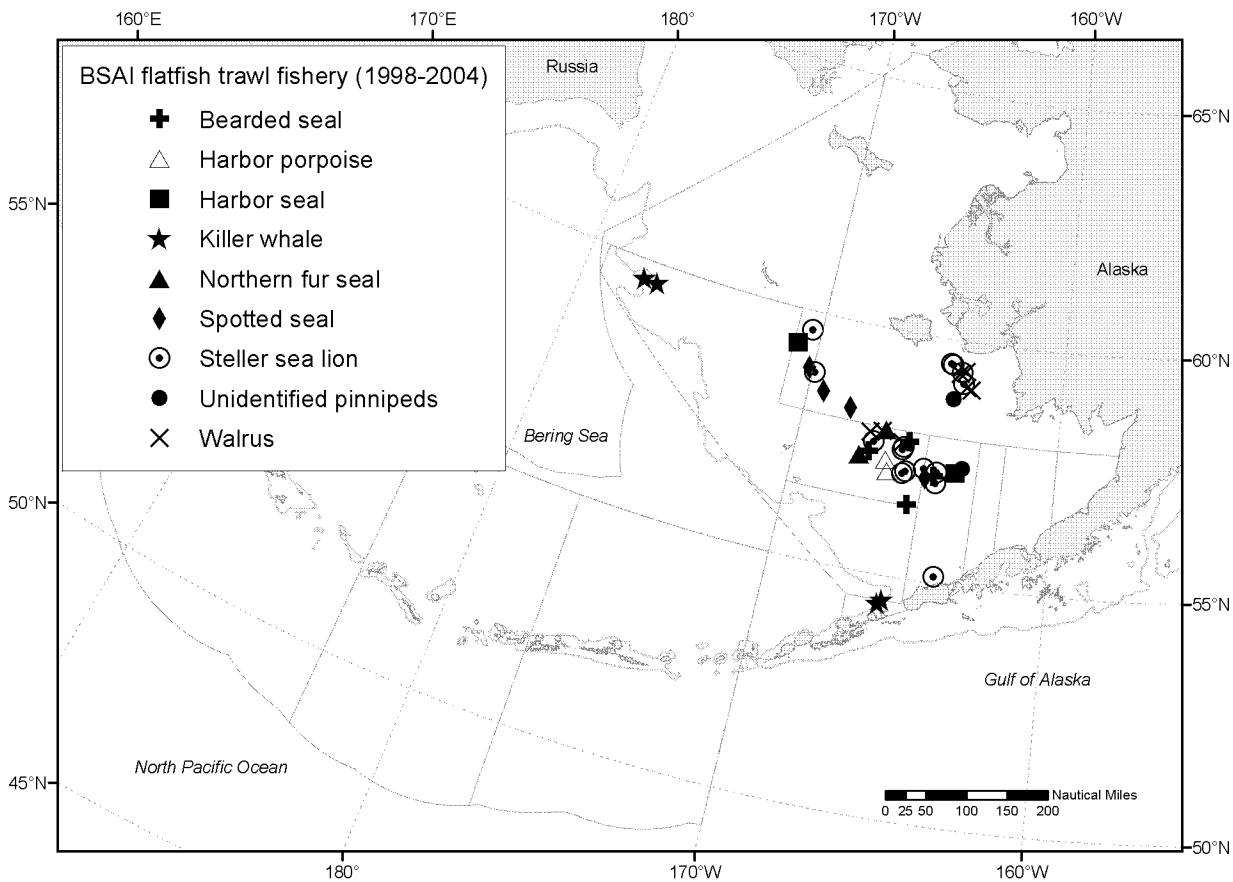 160°E 170°E 180° 170°W 160°W
BSAI flatfish trawl fishery (1998-2004)
Bearded seal
Harbor porpoise
Harbor seal
Killer whale
Northern fur seal
Spotted seal
Steller sea lion
Unidentified pinnipeds
Walrus
Russia
65°N
55°N
Alaska
60°N
Bering Sea
50°N
55°N
Gulf of Alaska
North Pacific Ocean
45°N
Nautical Miles
0 25 50 100 150 200
50°N
180° 170°W 160°W